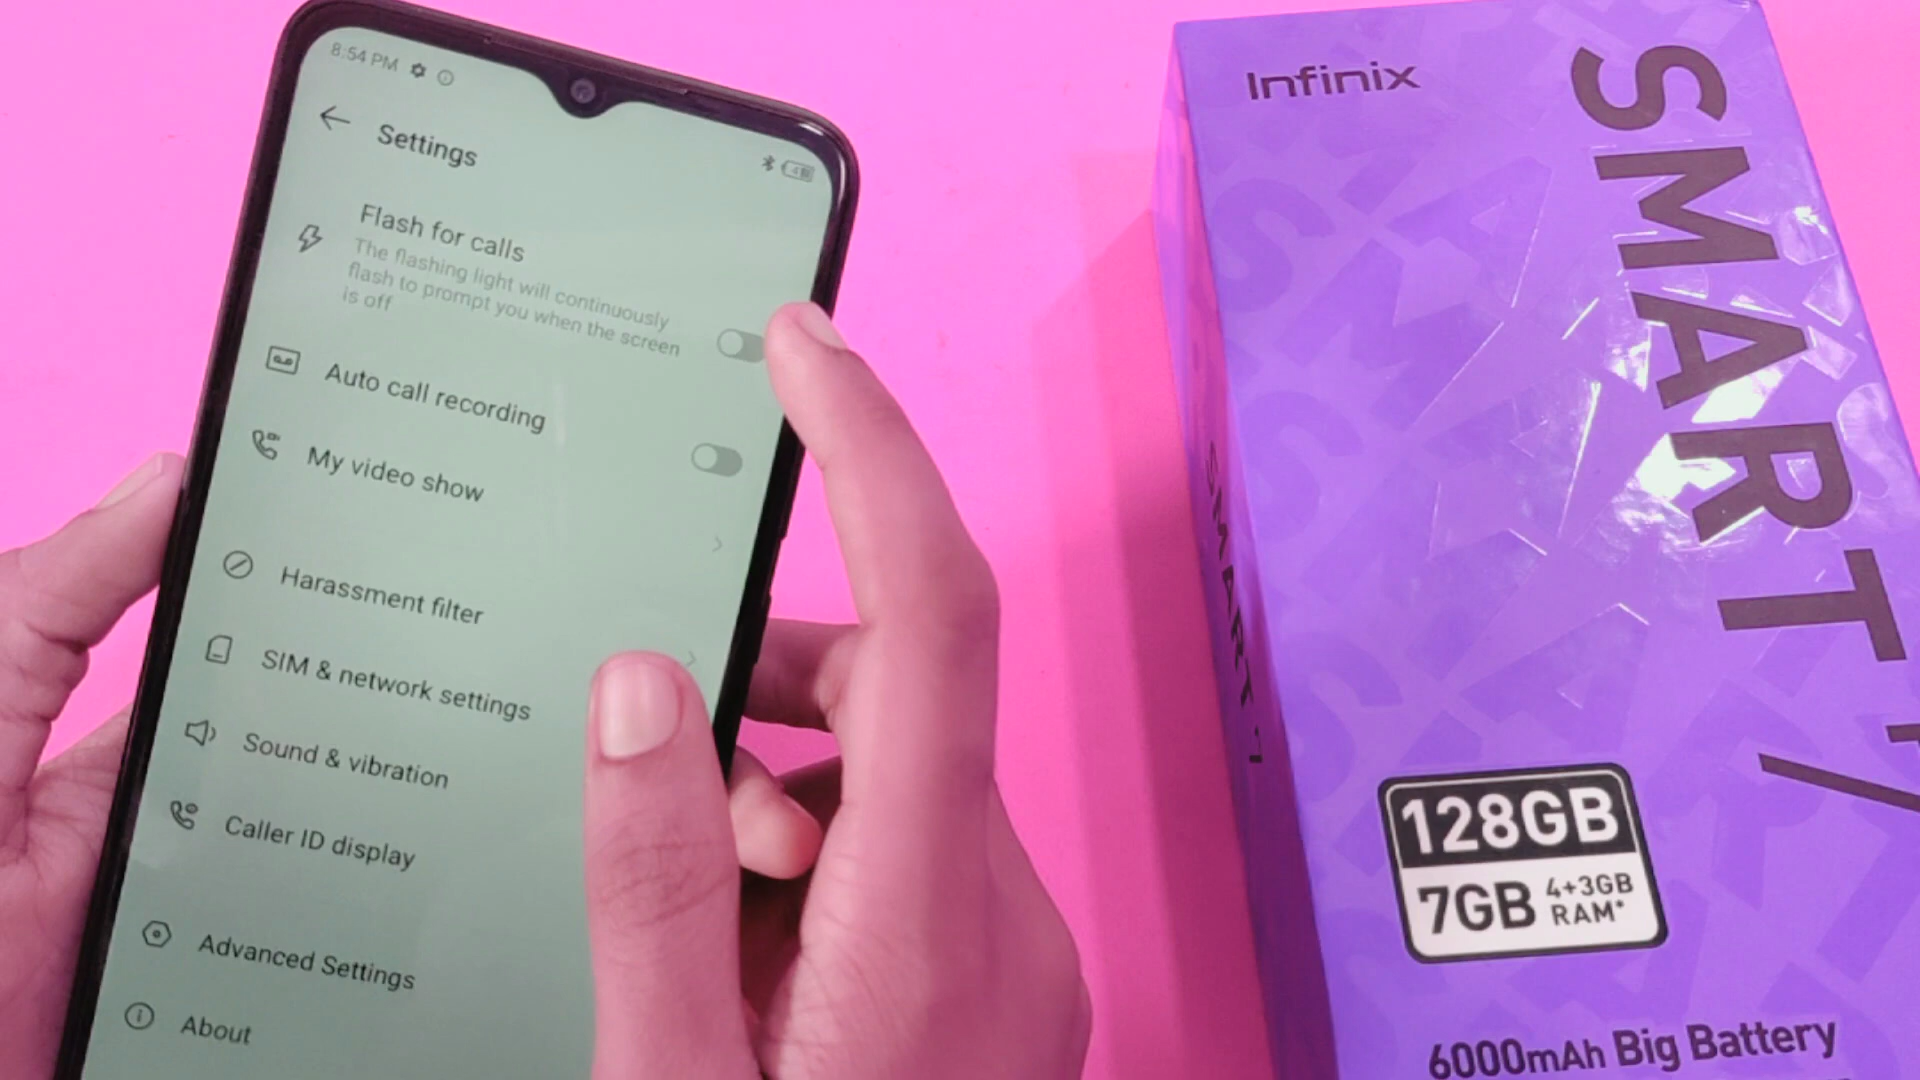 8:54 PM
Settings
Flash for calls
The flashing light will continuously
flash to prompt you when the screen
is off
Auto call recording
My video show
Harassment filter
SIM & network settings
Sound & vibration
Caller ID display
Advanced Settings
About
Infinix
SMART 7
SMART 7
128GB
7GB 4+3GB
RAM*
6000mAh Big Battery